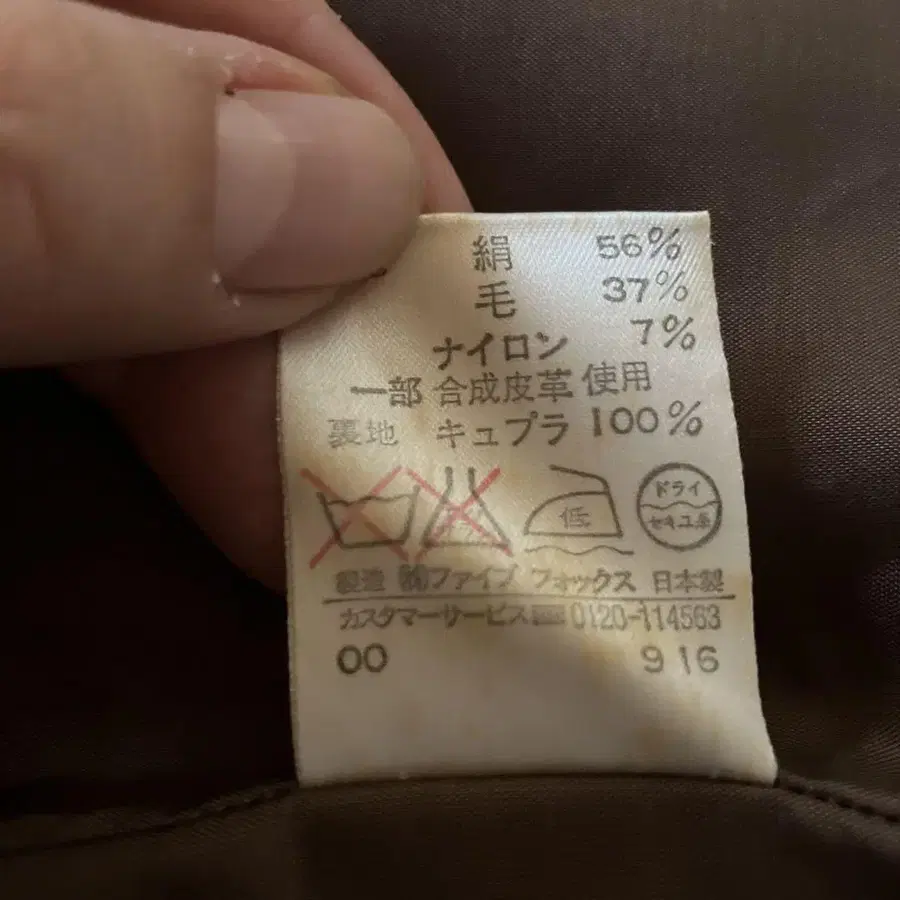 絹 56%
毛 37%
ナイロン 7%
一部 合成皮革 使用
裏地 キュプラ 100%
低 ドライ セキユ系
製造 ㈱ファイブ フォックス 日本製
カスタマーサービス 0120-114563
00 916